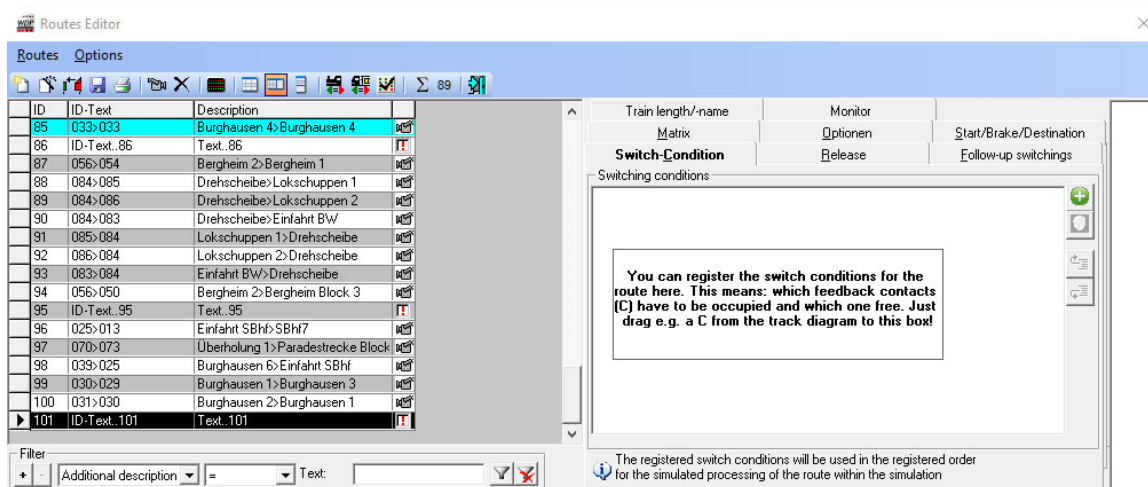 Routes Editor
Routes Options
Σ 89
ID ID-Text Description
85 033>033 Burghausen 4>Burghausen 4
86 ID-Text..86 Text..86
87 056>054 Bergheim 2>Bergheim 1
88 084>085 Drehscheibe>Lokschuppen 1
89 084>086 Drehscheibe>Lokschuppen 2
90 084>083 Drehscheibe>Einfahrt BW
91 085>084 Lokschuppen 1>Drehscheibe
92 086>084 Lokschuppen 2>Drehscheibe
93 083>084 Einfahrt BW>Drehscheibe
94 056>050 Bergheim 2>Bergheim Block 3
95 ID-Text..95 Text..95
96 025>013 Einfahrt SBhf>SBhf7
97 070>073 Überholung 1>Paradestrecke Block
98 039>025 Burghausen 6>Einfahrt SBhf
99 030>029 Burghausen 1>Burghausen 3
100 031>030 Burghausen 2>Burghausen 1
101 ID-Text..101 Text..101
Filter
+ - Additional description = Text:
Train length/-name Monitor
Matrix Optionen Start/Brake/Destination
Switch-Condition Release Follow-up switchings
Switching conditions
You can register the switch conditions for the
route here. This means: which feedback contacts
(C) have to be occupied and which one free. Just
drag e.g. a C from the track diagram to this box!
The registered switch conditions will be used in the registered order
for the simulated processing of the route within the simulation